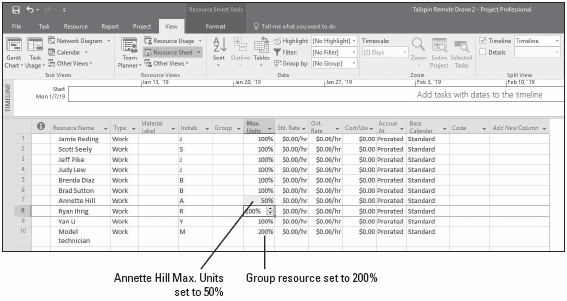 Resource Sheet Tools
Tailspin Remote Drone 2 - Project Professional
File Task Resource Report Project View Format Tell me what you want to do
Network Diagram Resource Usage Highlight: [No Highlight] Timescale: Timeline Timeline
Calendar Resource Sheet Filter: [No Filter] [2] Days Details
Gantt Chart Task Usage Other Views Team Planner Other Views Sort Outline Tables Group by: [No Group] Zoom Entire Project Selected Tasks
Task Views Resource Views Data Zoom Split View
TIMELINE
Jan 13, '19 Jan 20, '19 Jan 27, '19 Feb 3, '19 Feb 10, '19
Start
Mon 1/7/19
Add tasks with dates to the timeline
Resource Name Type Material Label Initials Group Max. Units Std. Rate Ovt. Rate Cost/Use Accrue At Base Calendar Code Add New Column
1 Jamie Reding Work J 100% $0.00/hr $0.00/hr $0.00 Prorated Standard
2 Scott Seely Work S 100% $0.00/hr $0.00/hr $0.00 Prorated Standard
3 Jeff Pike Work J 100% $0.00/hr $0.00/hr $0.00 Prorated Standard
4 Judy Lew Work J 100% $0.00/hr $0.00/hr $0.00 Prorated Standard
5 Brenda Diaz Work B 100% $0.00/hr $0.00/hr $0.00 Prorated Standard
6 Brad Sutton Work B 100% $0.00/hr $0.00/hr $0.00 Prorated Standard
7 Annette Hill Work A 50% $0.00/hr $0.00/hr $0.00 Prorated Standard
8 Ryan Ihrig Work R 100% $0.00/hr $0.00/hr $0.00 Prorated Standard
9 Yan Li Work Y 100% $0.00/hr $0.00/hr $0.00 Prorated Standard
10 Model technician Work M 200% $0.00/hr $0.00/hr $0.00 Prorated Standard
Annette Hill Max. Units
set to 50%
Group resource set to 200%